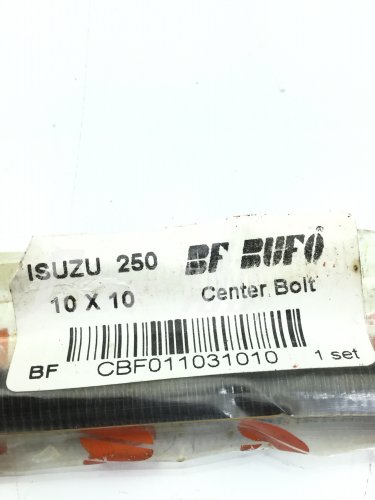 ISUZU 250 BF BUFO
10 X 10 Center Bolt
BF CBF011031010 1 set